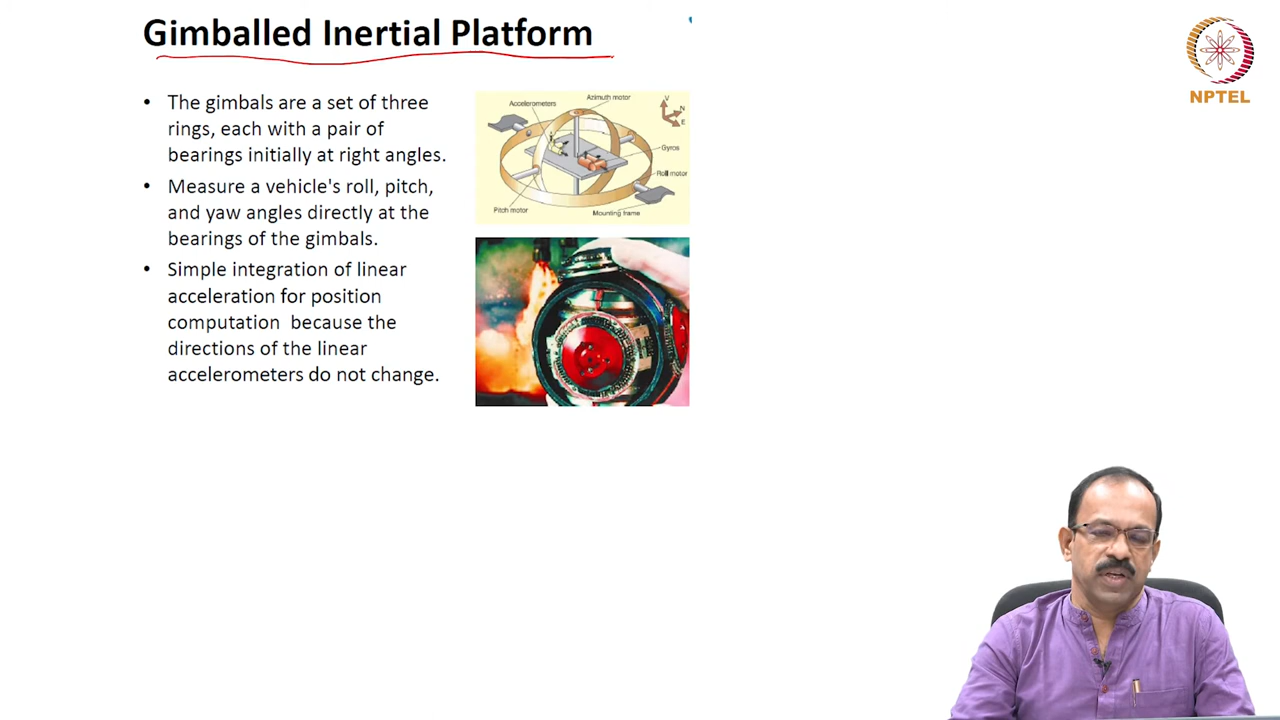 Gimballed Inertial Platform
NPTEL
• The gimbals are a set of three
rings, each with a pair of
bearings initially at right angles.
• Measure a vehicle's roll, pitch,
and yaw angles directly at the
bearings of the gimbals.
• Simple integration of linear
acceleration for position
computation because the
directions of the linear
accelerometers do not change.
Accelerometers
Azimuth motor
V
N
E
Gyros
Roll motor
Pitch motor
Mounting frame